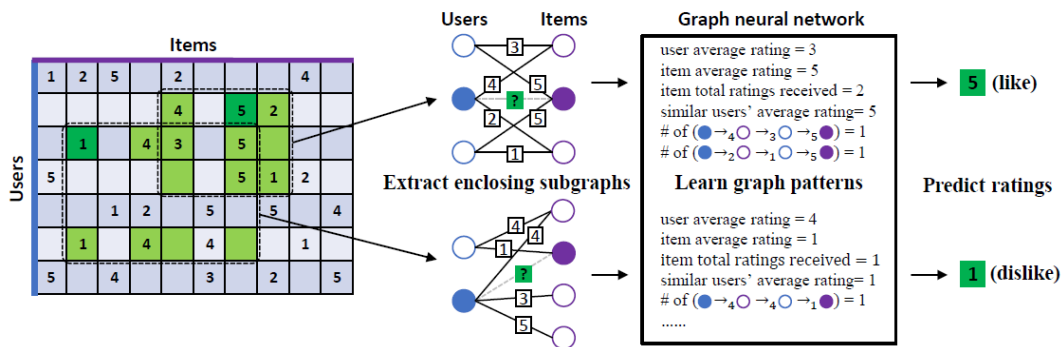 Items
Users
1 2 5 2 4
4 5 2
1 4 3 5
5 5 1 2
1 2 5 5 4
1 4 4 1
5 4 3 2 5
Users Items
3
4 5
?
2 5
1
Extract enclosing subgraphs
4
4
1
?
3
5
Graph neural network
user average rating = 3
item average rating = 5
item total ratings received = 2
similar users' average rating= 5
# of (→4 →3 →5 ) = 1
# of (→2 →1 →5 ) = 1
Learn graph patterns
user average rating = 4
item average rating = 1
item total ratings received = 1
similar users' average rating= 1
# of (→4 →4 →1 ) = 1
......
5 (like)
Predict ratings
1 (dislike)